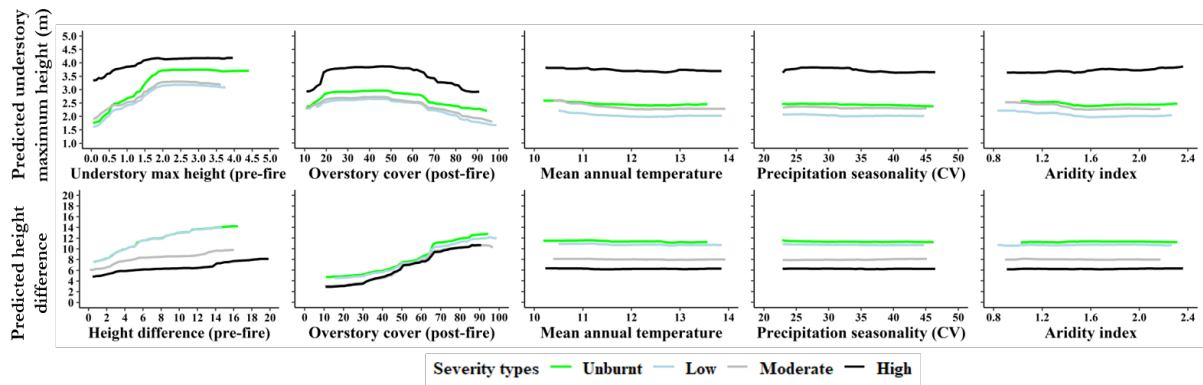 Predicted understory
maximum height (m)
5.0
4.5
4.0
3.5
3.0
2.5
2.0
1.5
1.0
0.0 0.5 1.0 1.5 2.0 2.5 3.0 3.5 4.0 4.5 5.0
Understory max height (pre-fire
10 20 30 40 50 60 70 80 90 100
Overstory cover (post-fire)
10 11 12 13 14
Mean annual temperature
20 25 30 35 40 45 50
Precipitation seasonality (CV)
0.8 1.2 1.6 2.0 2.4
Aridity index
Predicted height
difference
20
18
16
14
12
10
8
6
4
2
0
0 2 4 6 8 10 12 14 16 18 20
Height difference (pre-fire)
10 20 30 40 50 60 70 80 90 100
Overstory cover (post-fire)
10 11 12 13 14
Mean annual temperature
20 25 30 35 40 45 50
Precipitation seasonality (CV)
0.8 1.2 1.6 2.0 2.4
Aridity index
Severity types Unburnt Low Moderate High